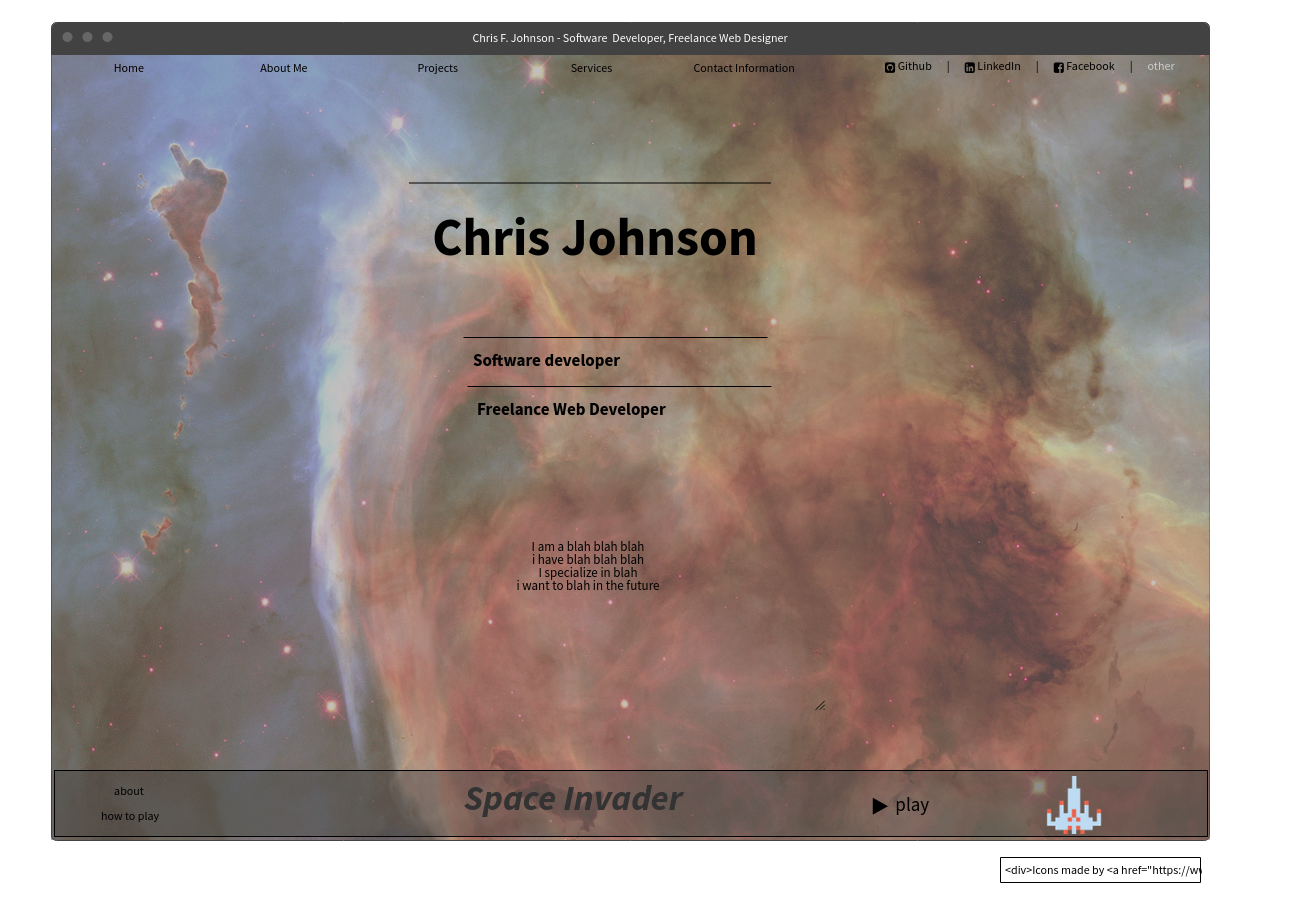 Chris F. Johnson - Software Developer, Freelance Web Designer
Home About Me Projects Services Contact Information Github | LinkedIn | Facebook | other
Chris Johnson
Software developer
Freelance Web Developer
I am a blah blah blah
i have blah blah blah
I specialize in blah
i want to blah in the future
about
how to play
Space Invader
play
<div>Icons made by <a href="https://